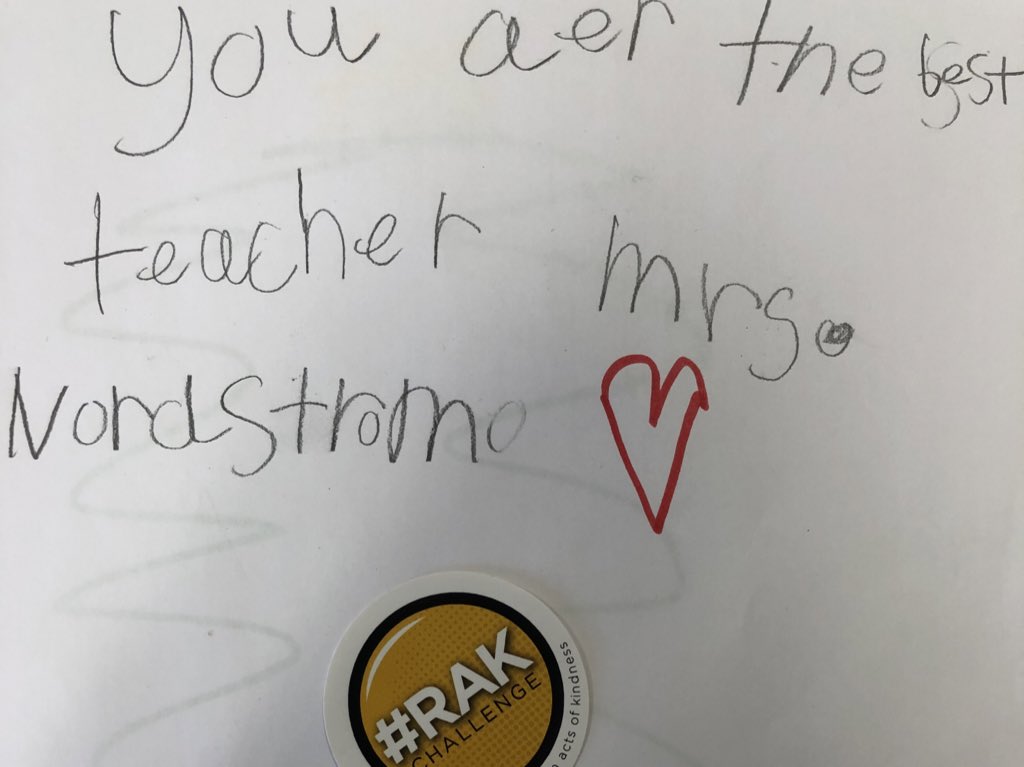 you aer the best
teacher mrs.
Nordstrom
#RAK
CHALLENGE
acts of kindness